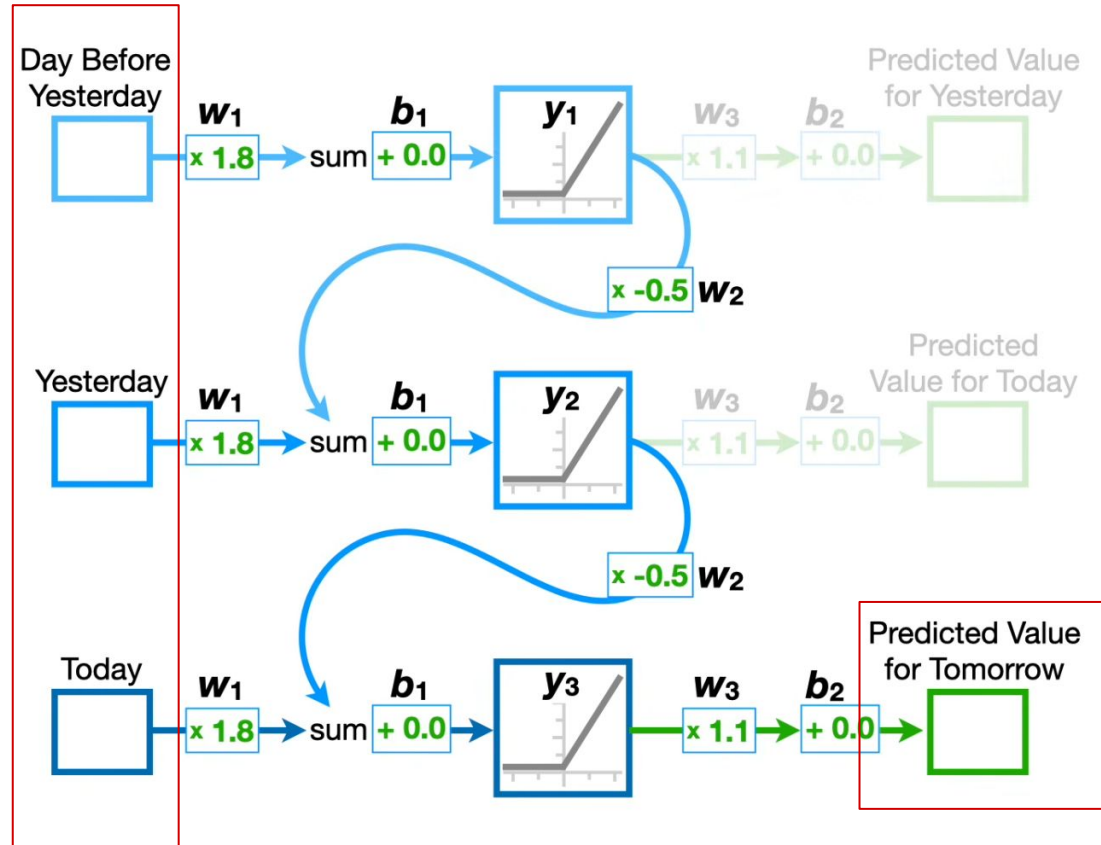 Day Before
Yesterday
w1
x 1.8
sum
b1
+ 0.0
y1
w3
x 1.1
b2
+ 0.0
Predicted Value
for Yesterday
x -0.5 w2
Yesterday
w1
x 1.8
sum
b1
+ 0.0
y2
w3
x 1.1
b2
+ 0.0
Predicted
Value for Today
x -0.5 w2
Today
w1
x 1.8
sum
b1
+ 0.0
y3
w3
x 1.1
b2
+ 0.0
Predicted Value
for Tomorrow